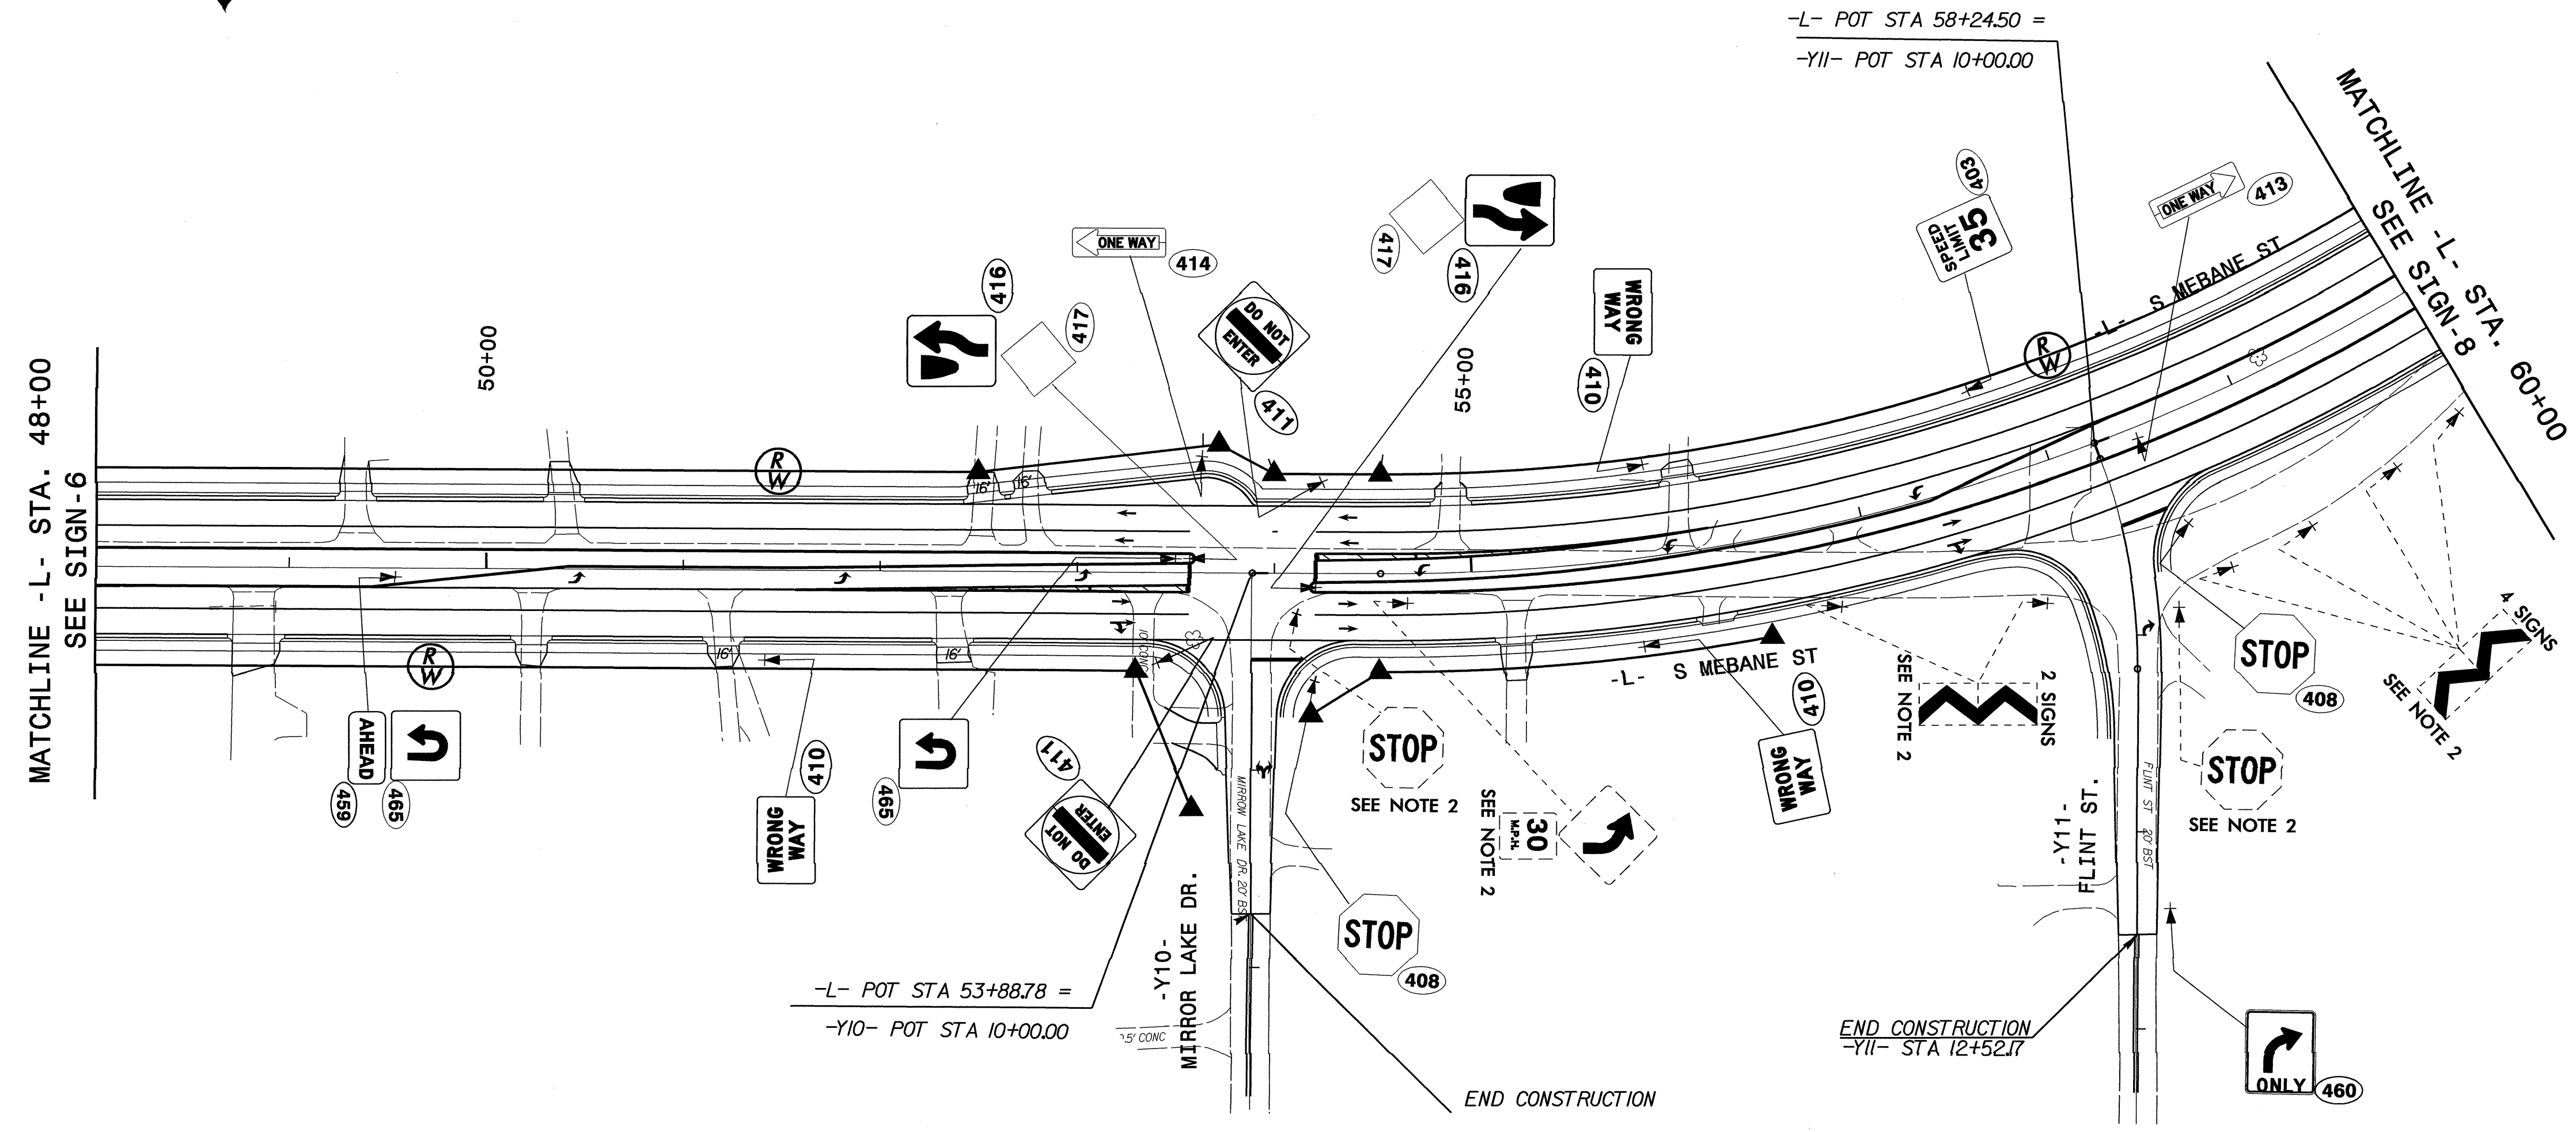 -L- POT STA 58+24.50 =
-Y11- POT STA 10+00.00
MATCHLINE -L- STA. 60+00
SEE SIGN-8
403
SPEED
LIMIT
35
ONE WAY
413
-L- S MEBANE ST
R
W
417
416
ONE WAY
414
416
417
DO NOT
ENTER
411
WRONG
WAY
410
50+00
55+00
MATCHLINE -L- STA. 48+00
SEE SIGN-6
R
W
16'
16'
R
W
16'
16'
10' CONC
-L- S MEBANE ST
AHEAD
459
465
410
WRONG
WAY
465
411
DO NOT
ENTER
STOP
SEE NOTE 2
SEE NOTE 2
30
M.P.H.
410
WRONG
WAY
SEE NOTE 2
2 SIGNS
STOP
408
4 SIGNS
SEE NOTE 2
STOP
SEE NOTE 2
MIRROW LAKE DR. 20' BST
FLINT ST 20' BST
-Y11-
FLINT ST.
STOP
408
-Y10-
MIRROR LAKE DR.
-L- POT STA 53+88.78 =
-Y10- POT STA 10+00.00
5' CONC
END CONSTRUCTION
END CONSTRUCTION
-Y11- STA 12+52.17
ONLY
460